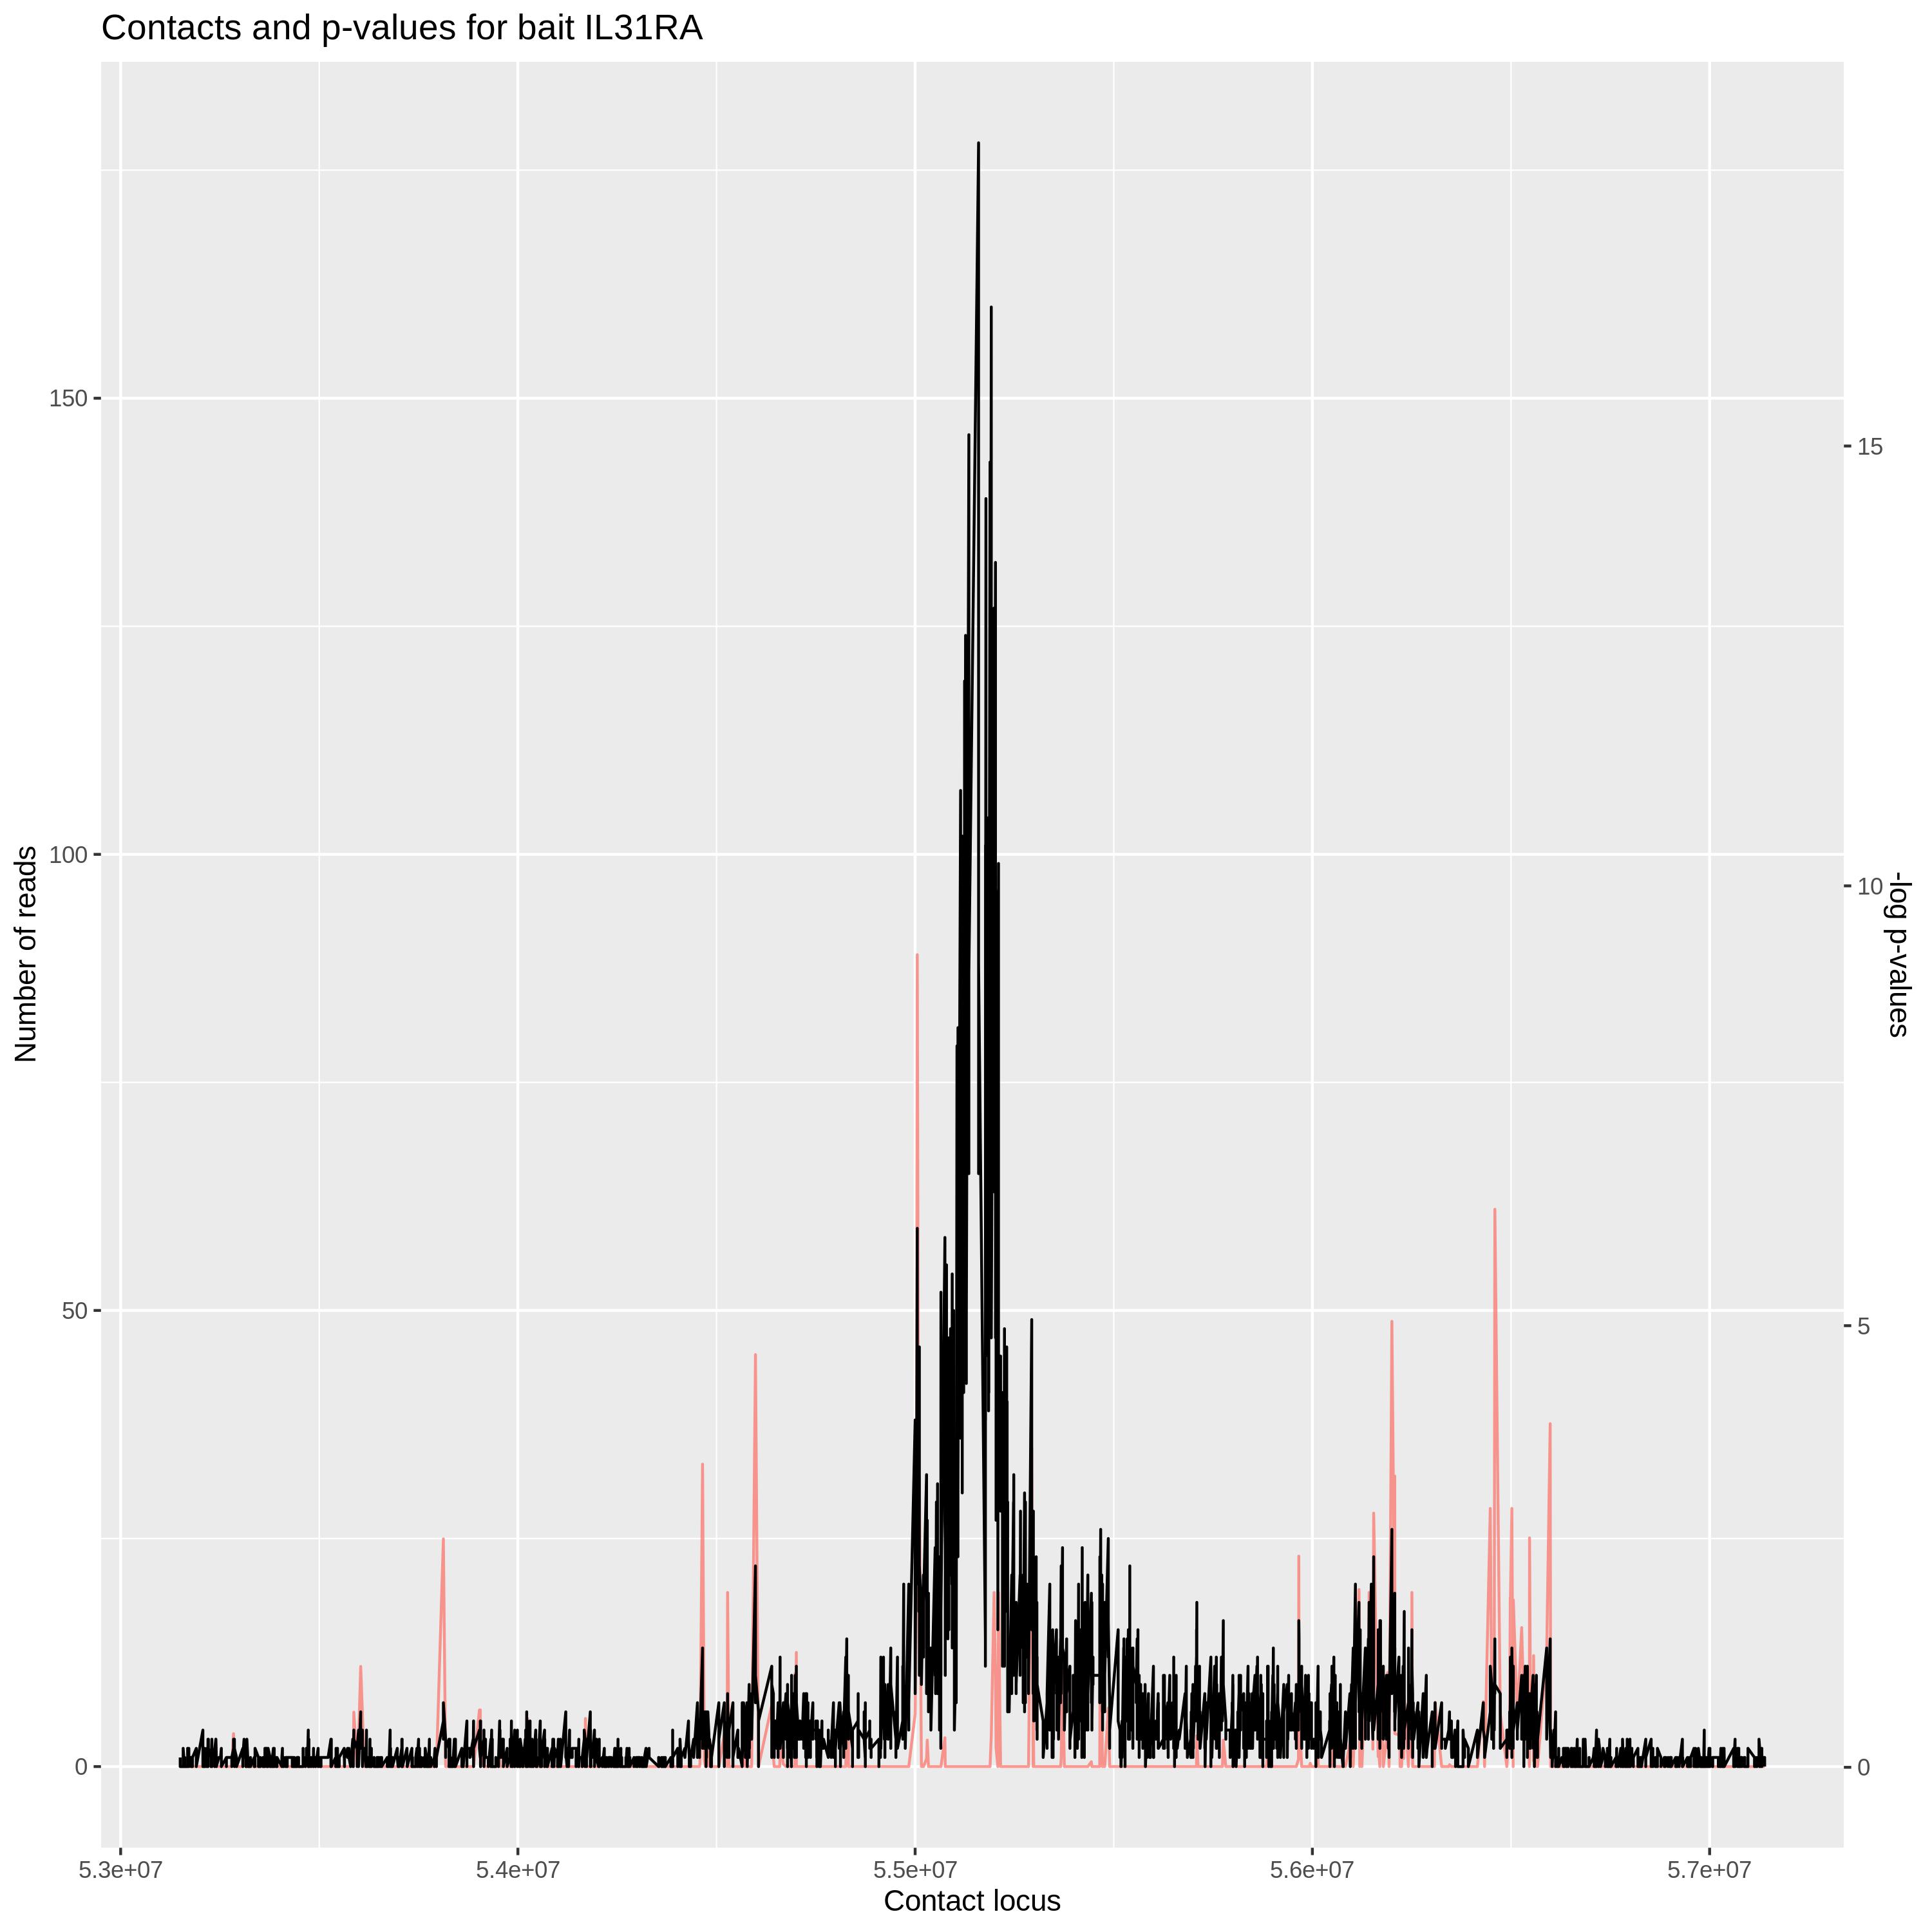 Contacts and p-values for bait IL31RA
150
100
50
0
Number of reads
15
10
5
0
-log p-values
5.3e+07
5.4e+07
5.5e+07
5.6e+07
5.7e+07
Contact locus